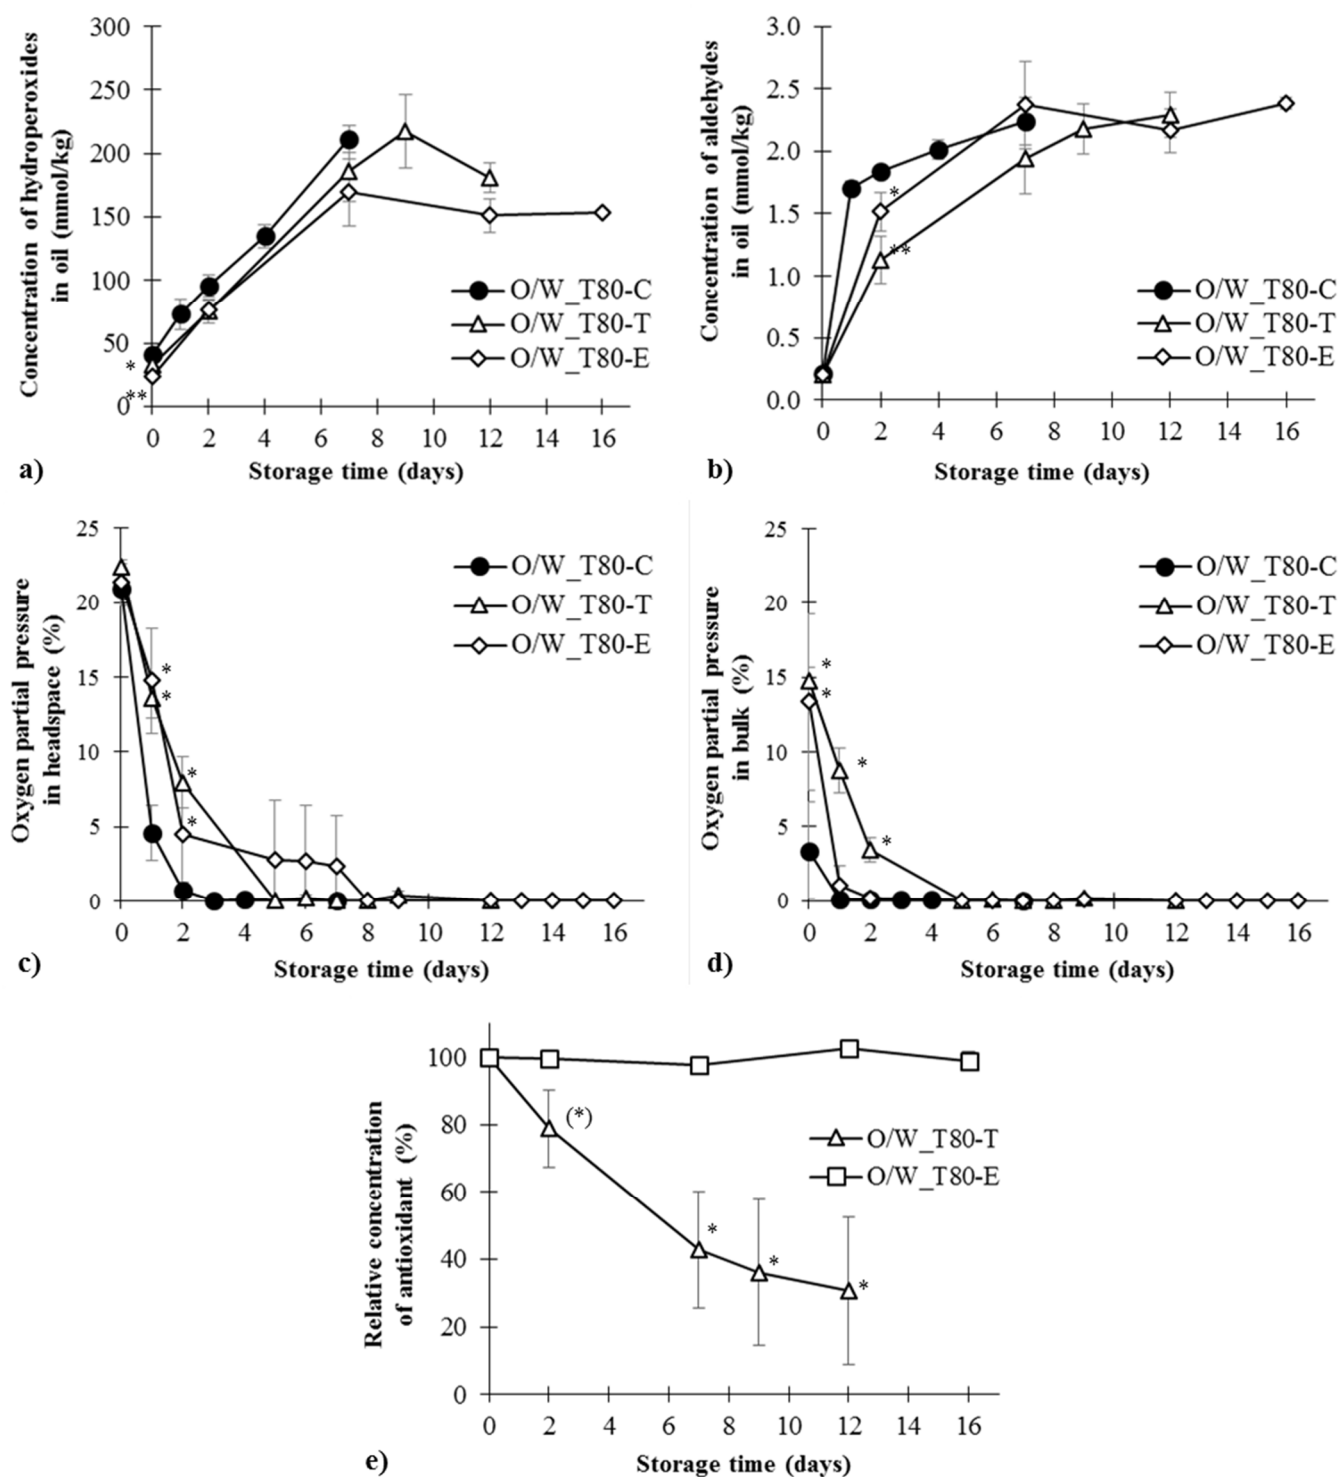 Concentration of hydroperoxides
in oil (mmol/kg)
300
250
200
150
100
50
0
*
**
O/W_T80-C
O/W_T80-T
O/W_T80-E
0 2 4 6 8 10 12 14 16
Storage time (days)
a)
Concentration of aldehydes
in oil (mmol/kg)
3.0
2.5
2.0
1.5
1.0
0.5
0.0
*
**
O/W_T80-C
O/W_T80-T
O/W_T80-E
0 2 4 6 8 10 12 14 16
Storage time (days)
b)
Oxygen partial pressure
in headspace (%)
25
20
15
10
5
0
*
*
*
*
O/W_T80-C
O/W_T80-T
O/W_T80-E
0 2 4 6 8 10 12 14 16
Storage time (days)
c)
Oxygen partial pressure
in bulk (%)
25
20
15
10
5
0
*
*
*
*
O/W_T80-C
O/W_T80-T
O/W_T80-E
0 2 4 6 8 10 12 14 16
Storage time (days)
d)
Relative concentration
of antioxidant (%)
100
80
60
40
20
0
(*)
*
*
*
O/W_T80-T
O/W_T80-E
0 2 4 6 8 10 12 14 16
Storage time (days)
e)